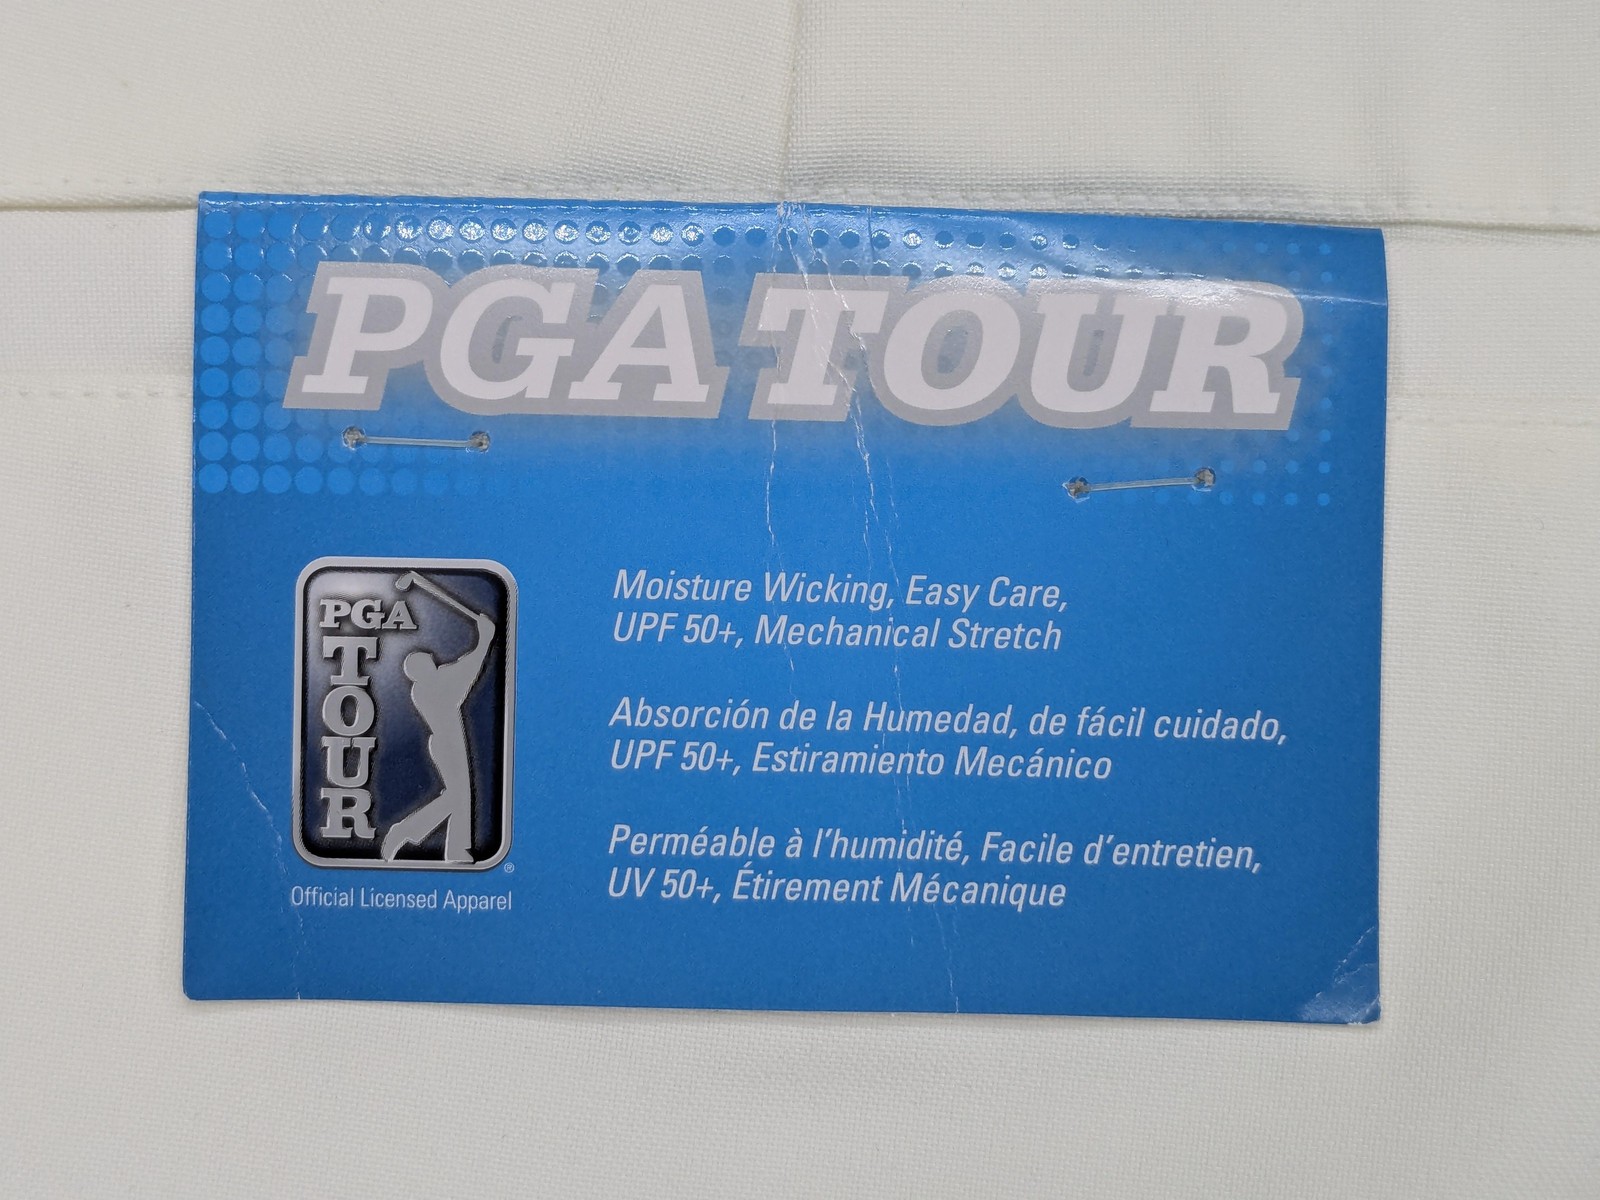 PGA TOUR
PGA
TOUR
®
Official Licensed Apparel
Moisture Wicking, Easy Care,
UPF 50+, Mechanical Stretch
Absorción de la Humedad, de fácil cuidado,
UPF 50+, Estiramiento Mecánico
Perméable à l'humidité, Facile d'entretien,
UV 50+, Étirement Mécanique